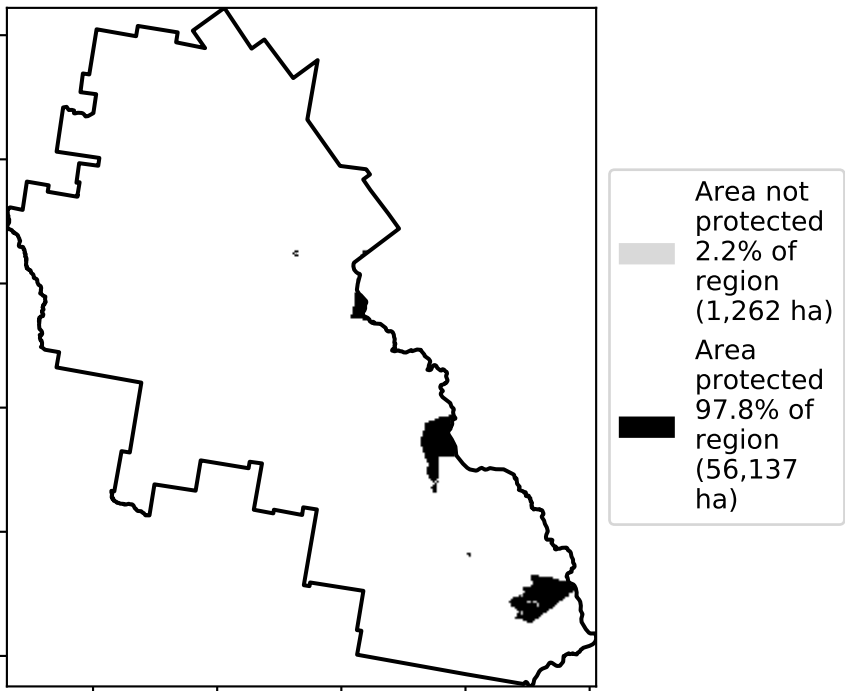 Area not
protected
2.2% of
region
(1,262 ha)
Area
protected
97.8% of
region
(56,137
ha)